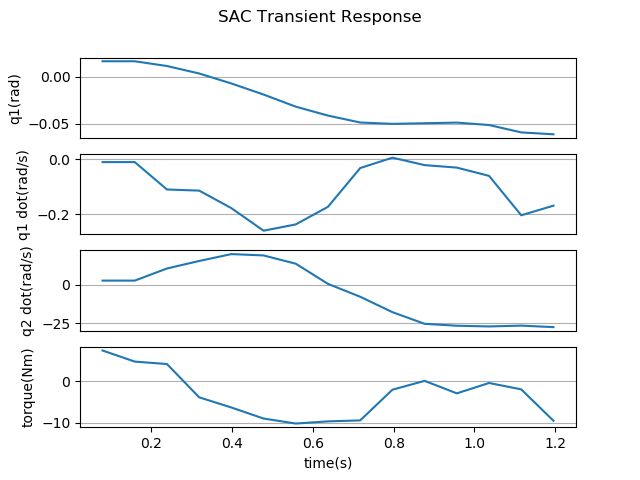 SAC Transient Response
q1(rad)
0.00
−0.05
q1 dot(rad/s)
0.0
−0.2
q2 dot(rad/s)
0
−25
torque(Nm)
0
−10
0.2 0.4 0.6 0.8 1.0 1.2
time(s)